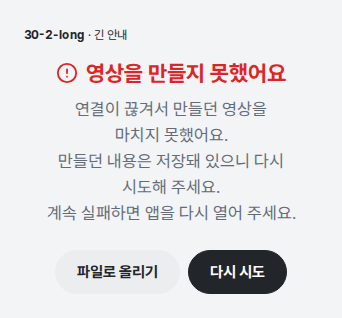 30-2-long · 긴 안내
영상을 만들지 못했어요
연결이 끊겨서 만들던 영상을
마치지 못했어요.
만들던 내용은 저장돼 있으니 다시
시도해 주세요.
계속 실패하면 앱을 다시 열어 주세요.
파일로 올리기 다시 시도